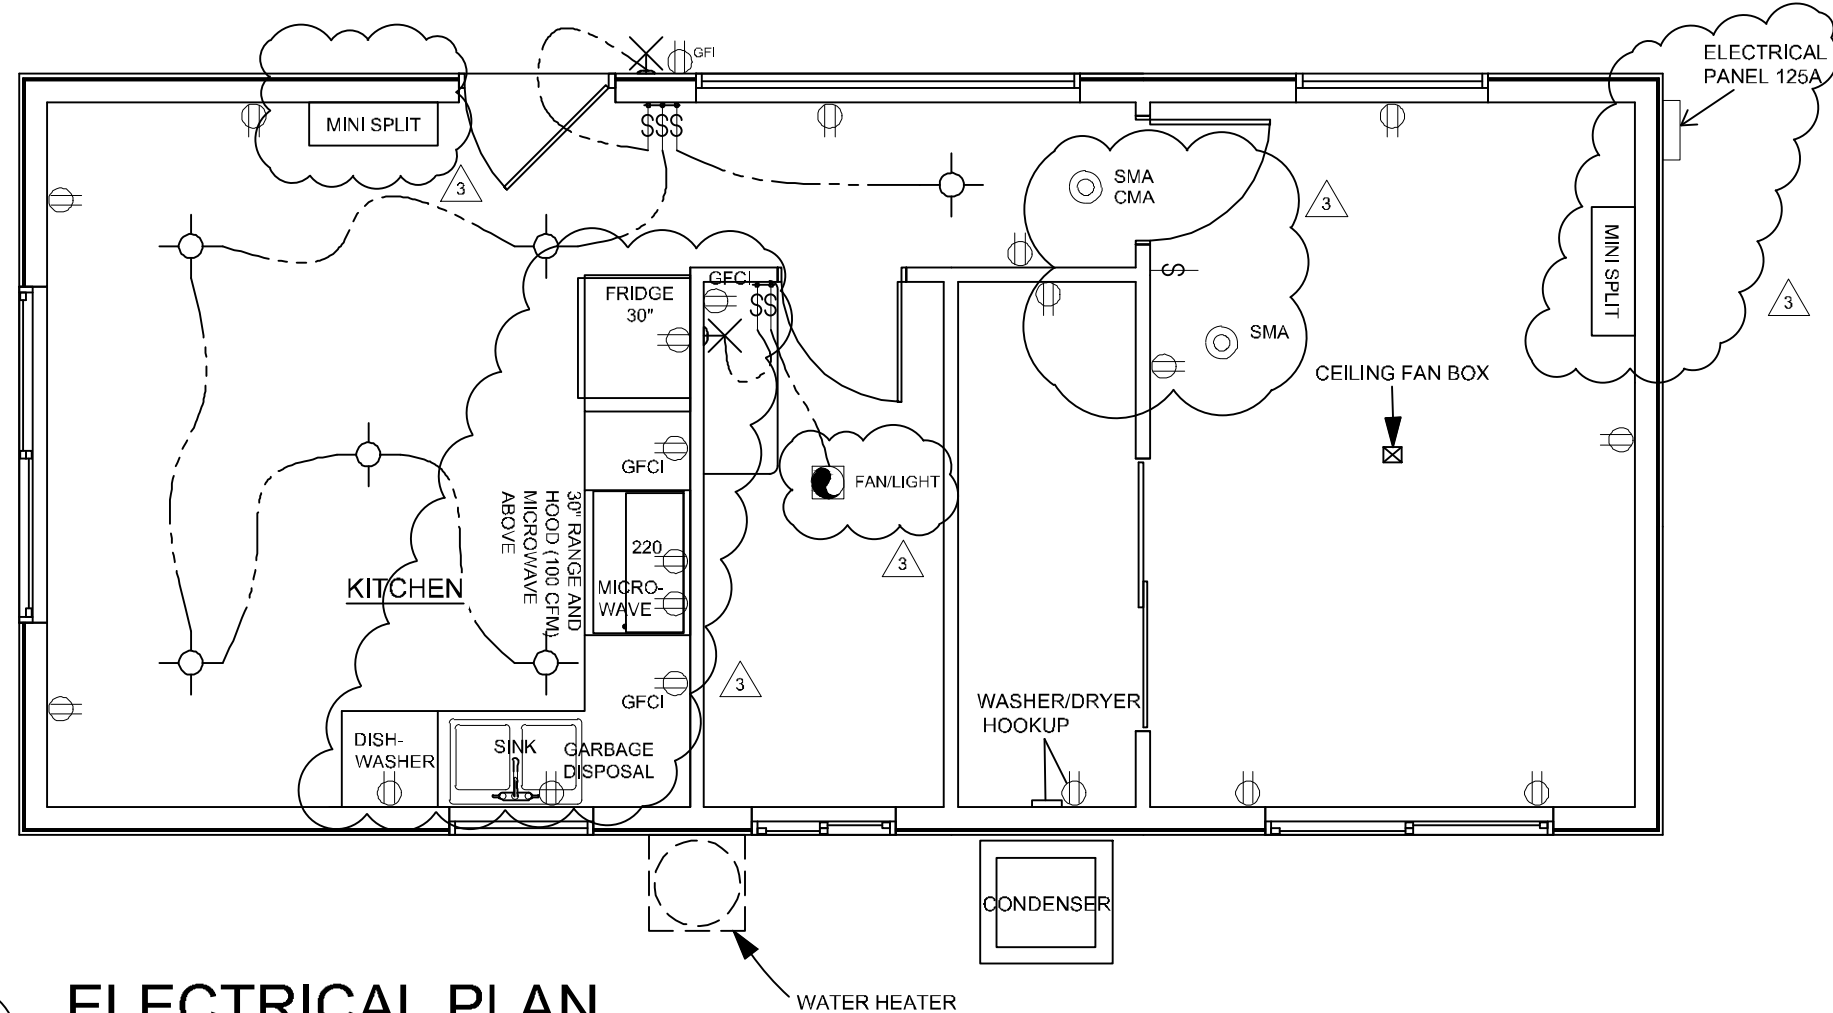 ELECTRICAL
PANEL 125A
GFI
MINI SPLIT
SSS
3
SMA
CMA
3
MINI SPLIT
S
3
GFCI
SS
FRIDGE
30"
SMA
CEILING FAN BOX
GFCI
FAN/LIGHT
30" RANGE AND
HOOD (100 CFM)
MICROWAVE
ABOVE
220
3
KITCHEN
MICRO-
WAVE
3
GFCI
WASHER/DRYER
HOOKUP
DISH-
WASHER
SINK
GARBAGE
DISPOSAL
CONDENSER
ELECTRICAL PLAN
WATER HEATER